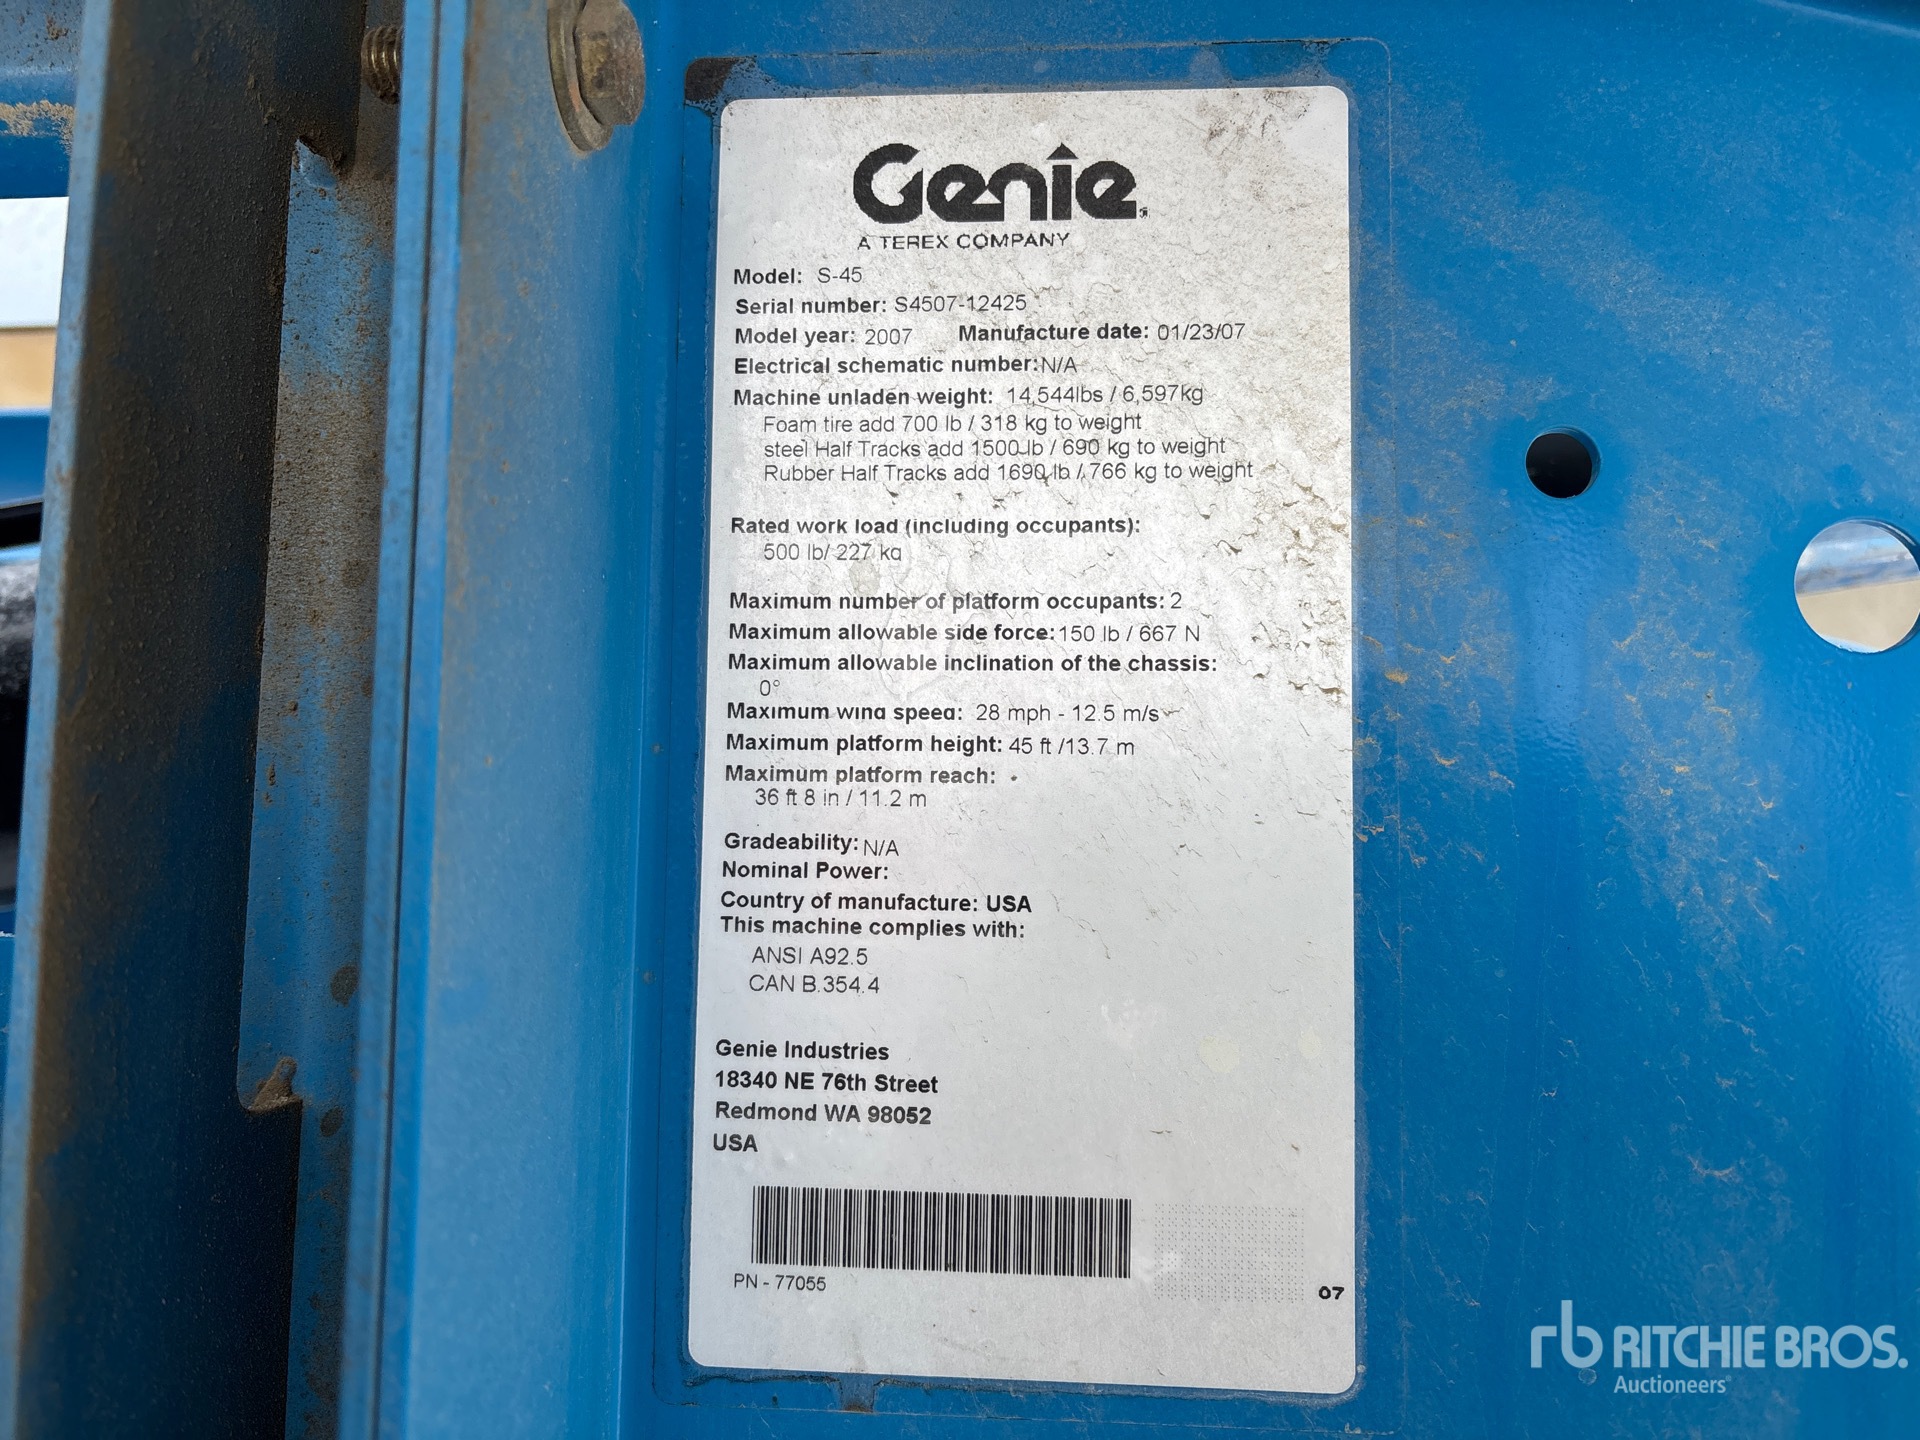 Genie
A TEREX COMPANY
Model: S-45
Serial number: S4507-12425
Model year: 2007 Manufacture date: 01/23/07
Electrical schematic number: N/A
Machine unladen weight: 14,544lbs / 6,597kg
Foam tire add 700 lb / 318 kg to weight
steel Half Tracks add 1500 lb / 690 kg to weight
Rubber Half Tracks add 1690 lb / 766 kg to weight
Rated work load (including occupants):
500 lb/ 227 kg
Maximum number of platform occupants: 2
Maximum allowable side force: 150 lb / 667 N
Maximum allowable inclination of the chassis:
0°
Maximum wind speed: 28 mph - 12.5 m/s
Maximum platform height: 45 ft /13.7 m
Maximum platform reach:
36 ft 8 in / 11.2 m
Gradeability: N/A
Nominal Power:
Country of manufacture: USA
This machine complies with:
ANSI A92.5
CAN B.354.4
Genie Industries
18340 NE 76th Street
Redmond WA 98052
USA
PN - 77055
07
rb RITCHIE BROS.
Auctioneers